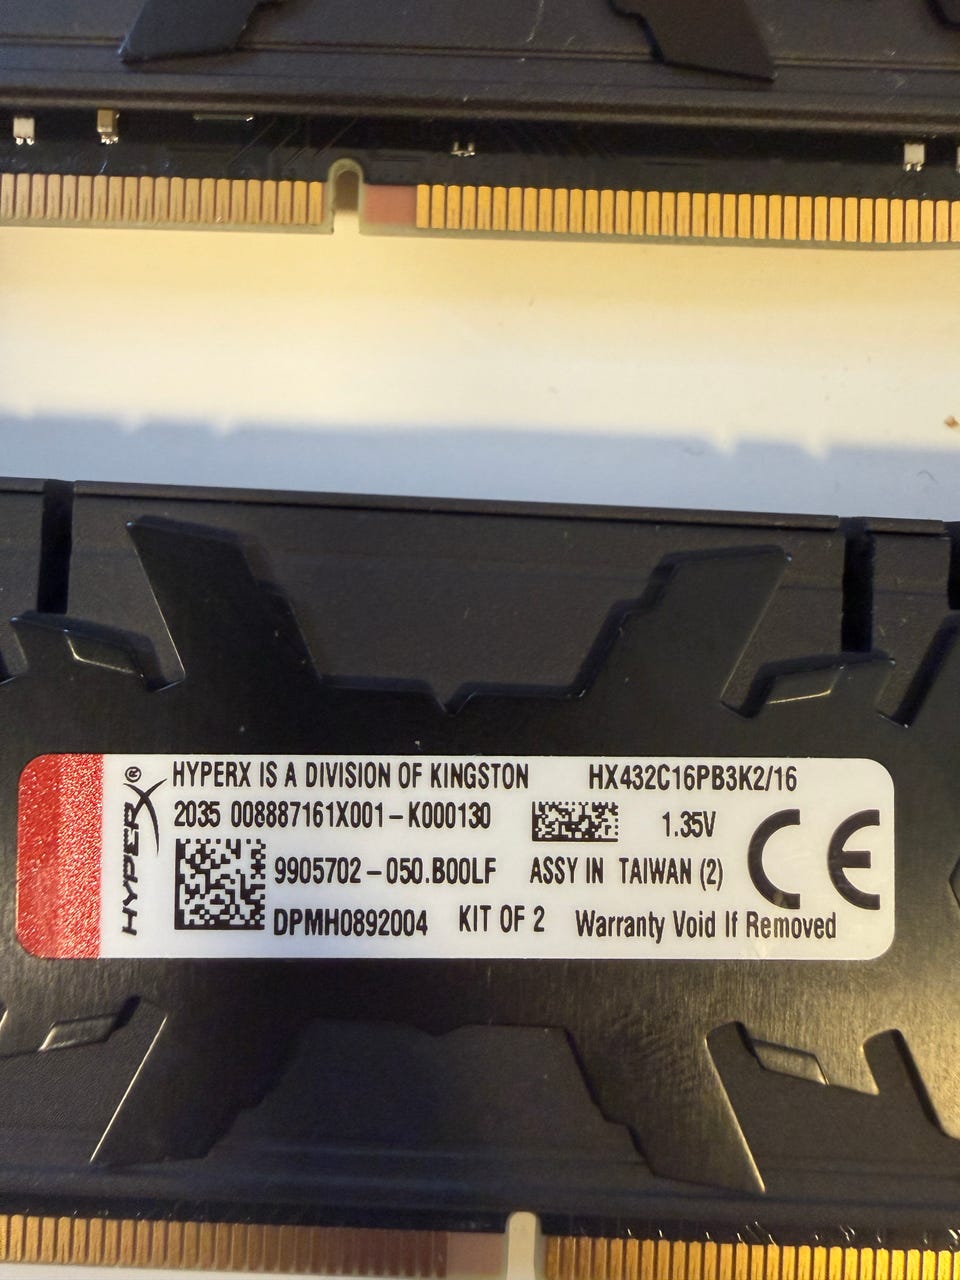 HYPERX®
HYPERX IS A DIVISION OF KINGSTON HX432C16PB3K2/16
2035 008887161X001-K000130 1.35V CE
9905702-050.B00LF ASSY IN TAIWAN (2)
DPMH0892004 KIT OF 2 Warranty Void If Removed